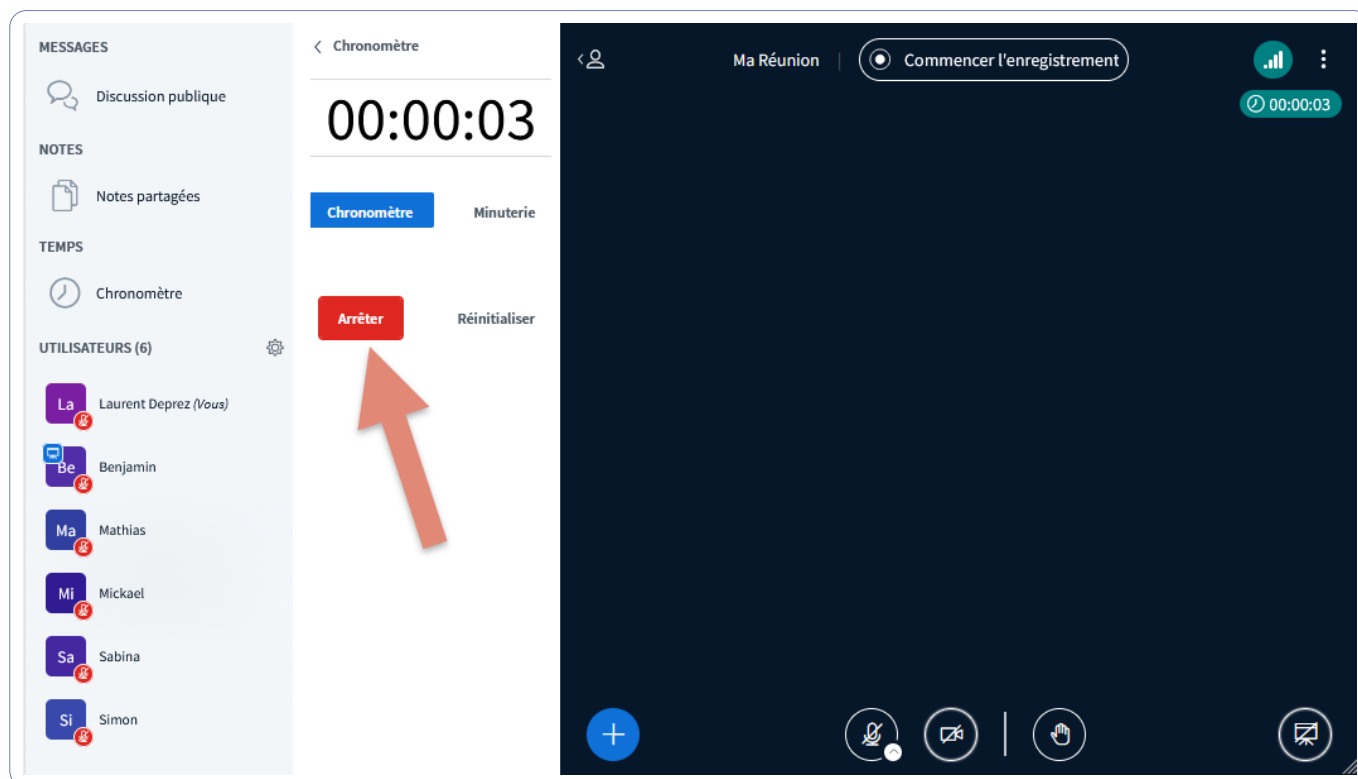 MESSAGES
Discussion publique
NOTES
Notes partagées
TEMPS
Chronomètre
UTILISATEURS (6)
La Laurent Deprez (Vous)
Be Benjamin
Ma Mathias
Mi Mickael
Sa Sabina
Si Simon
Chronomètre
00:00:03
Chronomètre Minuterie
Arrêter Réinitialiser
Ma Réunion Commencer l'enregistrement
00:00:03